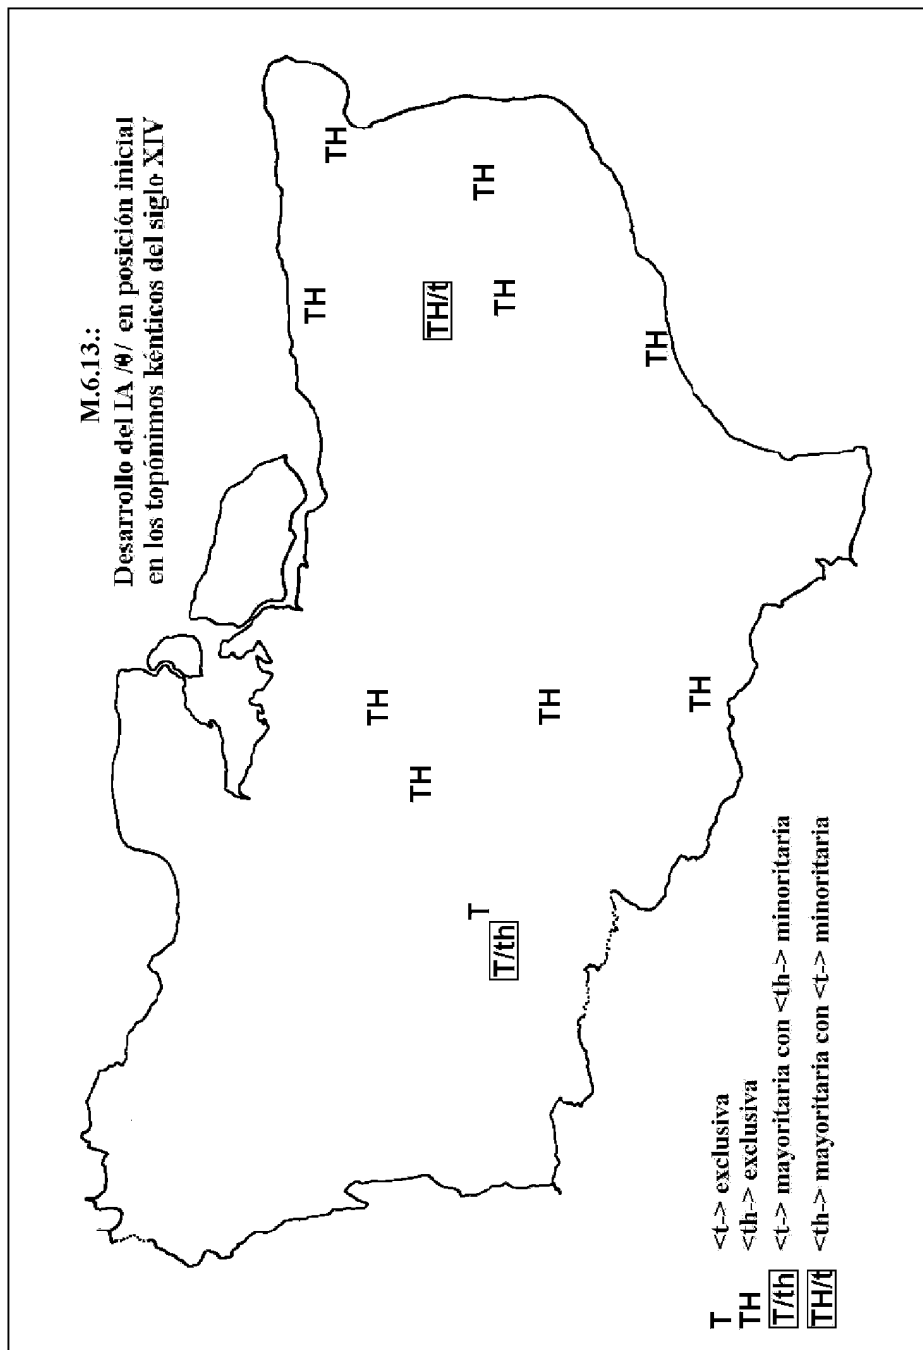 M.6.13.:
Desarrollo del IA /θ/ en posición inicial
en los topónimos kénticos del siglo XIV
TH
TH
TH
TH
TH/t
T
TH
T/th
TH
TH
TH
TH
T <t-> exclusiva
TH <th-> exclusiva
T/th <t-> mayoritaria con <th-> minoritaria
TH/t <th-> mayoritaria con <t-> minoritaria